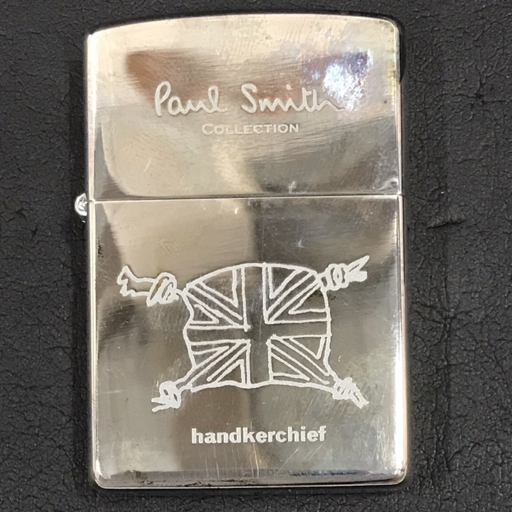 Paul Smith
COLLECTION
handkerchief